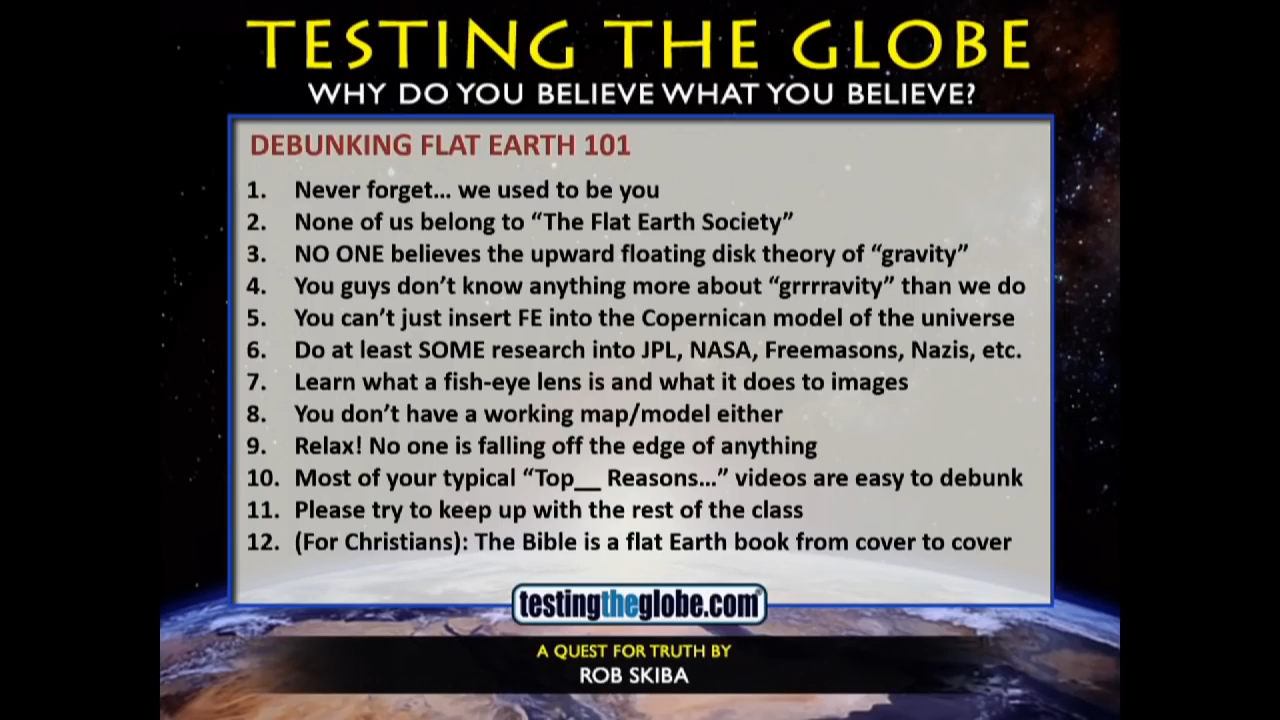 TESTING THE GLOBE
WHY DO YOU BELIEVE WHAT YOU BELIEVE?
DEBUNKING FLAT EARTH 101
1. Never forget... we used to be you
2. None of us belong to “The Flat Earth Society”
3. NO ONE believes the upward floating disk theory of “gravity”
4. You guys don’t know anything more about “grrrravity” than we do
5. You can’t just insert FE into the Copernican model of the universe
6. Do at least SOME research into JPL, NASA, Freemasons, Nazis, etc.
7. Learn what a fish-eye lens is and what it does to images
8. You don’t have a working map/model either
9. Relax! No one is falling off the edge of anything
10. Most of your typical “Top__ Reasons...” videos are easy to debunk
11. Please try to keep up with the rest of the class
12. (For Christians): The Bible is a flat Earth book from cover to cover
testingtheglobe.com
A QUEST FOR TRUTH BY
ROB SKIBA